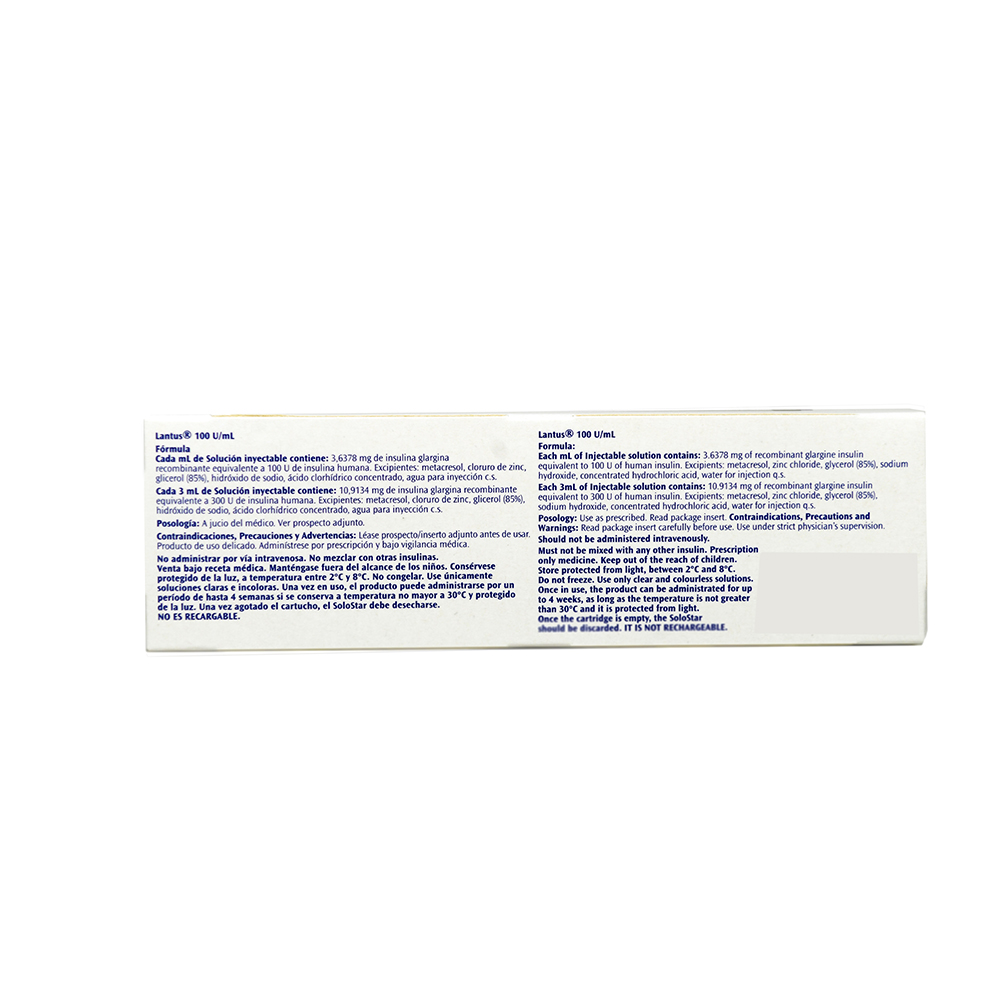 Lantus® 100 U/mL
Fórmula
Cada mL de Solución inyectable contiene: 3,6378 mg de insulina glargina
recombinante equivalente a 100 U de insulina humana. Excipientes: metacresol, cloruro de zinc,
glicerol (85%), hidróxido de sodio, ácido clorhídrico concentrado, agua para inyección c.s.
Cada 3 mL de Solución inyectable contiene: 10,9134 mg de insulina glargina recombinante
equivalente a 300 U de insulina humana. Excipientes: metacresol, cloruro de zinc, glicerol (85%),
hidróxido de sodio, ácido clorhídrico concentrado, agua para inyección c.s.
Posología: A jucio del médico. Ver prospecto adjunto.
Contraindicaciones, Precauciones y Advertencias: Léase prospecto/inserto adjunto antes de usar.
Producto de uso delicado. Adminístrese por prescripción y bajo vigilancia médica.
No administrar por vía intravenosa. No mezclar con otras insulinas.
Venta bajo receta médica. Manténgase fuera del alcance de los niños. Consérvese
protegido de la luz, a temperatura entre 2°C y 8°C. No congelar. Use únicamente
soluciones claras e incoloras. Una vez en uso, el producto puede administrarse por un
período de hasta 4 semanas si se conserva a temperatura no mayor a 30°C y protegido
de la luz. Una vez agotado el cartucho, el SoloStar debe desecharse.
NO ES RECARGABLE.
Lantus® 100 U/mL
Formula:
Each mL of Injectable solution contains: 3.6378 mg of recombinant glargine insulin
equivalent to 100 U of human insulin. Excipients: metacresol, zinc chloride, glycerol (85%), sodium
hydroxide, concentrated hydrochloric acid, water for injection q.s.
Each 3mL of Injectable solution contains: 10.9134 mg of recombinant glargine insulin
equivalent to 300 U of human insulin. Excipients: metacresol, zinc chloride, glycerol (85%),
sodium hydroxide, concentrated hydrochloric acid, water for injection q.s.
Posology: Use as prescribed. Read package insert. Contraindications, Precautions and
Warnings: Read package insert carefully before use. Use under strict physician's supervision.
Should not be administered intravenously.
Must not be mixed with any other insulin. Prescription
only medicine. Keep out of the reach of children.
Store protected from light, between 2°C and 8°C.
Do not freeze. Use only clear and colourless solutions.
Once in use, the product can be administrated for up
to 4 weeks, as long as the temperature is not greater
than 30°C and it is protected from light.
Once the cartridge is empty, the SoloStar
should be discarded. IT IS NOT RECHARGEABLE.